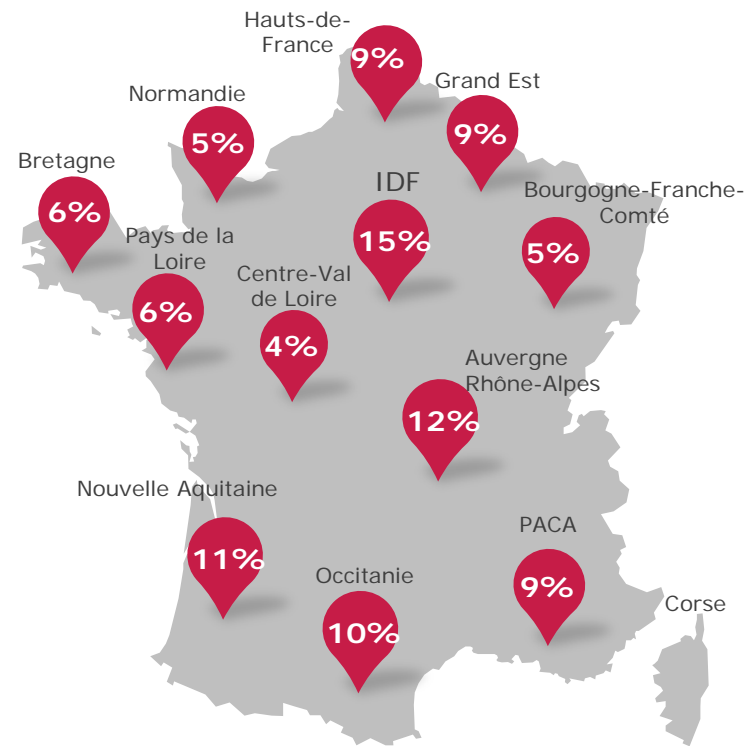 Hauts-de-
France
9%
Grand Est
9%
Normandie
5%
Bretagne
6%
IDF
15%
Bourgogne-Franche-
Comté
5%
Pays de la
Loire
6%
Centre-Val
de Loire
4%
Auvergne
Rhône-Alpes
12%
Nouvelle Aquitaine
11%
Occitanie
10%
PACA
9%
Corse